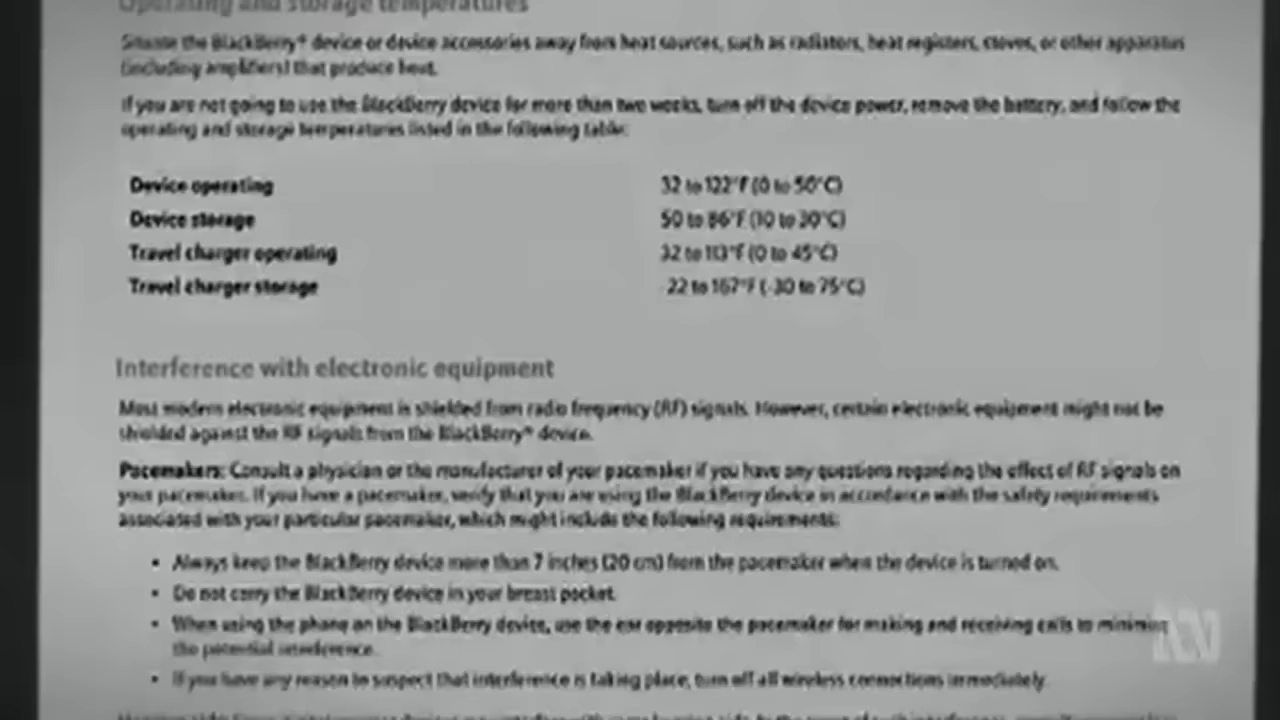 Operating and storage temperatures
Situate the BlackBerry® device or device accessories away from heat sources, such as radiators, heat registers, stoves, or other apparatus
(including amplifiers) that produce heat.
If you are not going to use the BlackBerry device for more than two weeks, turn off the device power, remove the battery, and follow the
operating and storage temperatures listed in the following table:
Device operating 32 to 122°F (0 to 50°C)
Device storage 50 to 86°F (10 to 30°C)
Travel charger operating 32 to 113°F (0 to 45°C)
Travel charger storage -22 to 167°F (-30 to 75°C)
Interference with electronic equipment
Most modern electronic equipment is shielded from radio frequency (RF) signals. However, certain electronic equipment might not be
shielded against the RF signals from the BlackBerry® device.
Pacemakers: Consult a physician or the manufacturer of your pacemaker if you have any questions regarding the effect of RF signals on
your pacemaker. If you have a pacemaker, verify that you are using the BlackBerry device in accordance with the safety requirements
associated with your particular pacemaker, which might include the following requirements:
• Always keep the BlackBerry device more than 7 inches (20 cm) from the pacemaker when the device is turned on.
• Do not carry the BlackBerry device in your breast pocket.
• When using the phone on the BlackBerry device, use the ear opposite the pacemaker for making and receiving calls to minimize
the potential interference.
• If you have any reason to suspect that interference is taking place, turn off all wireless connections immediately.